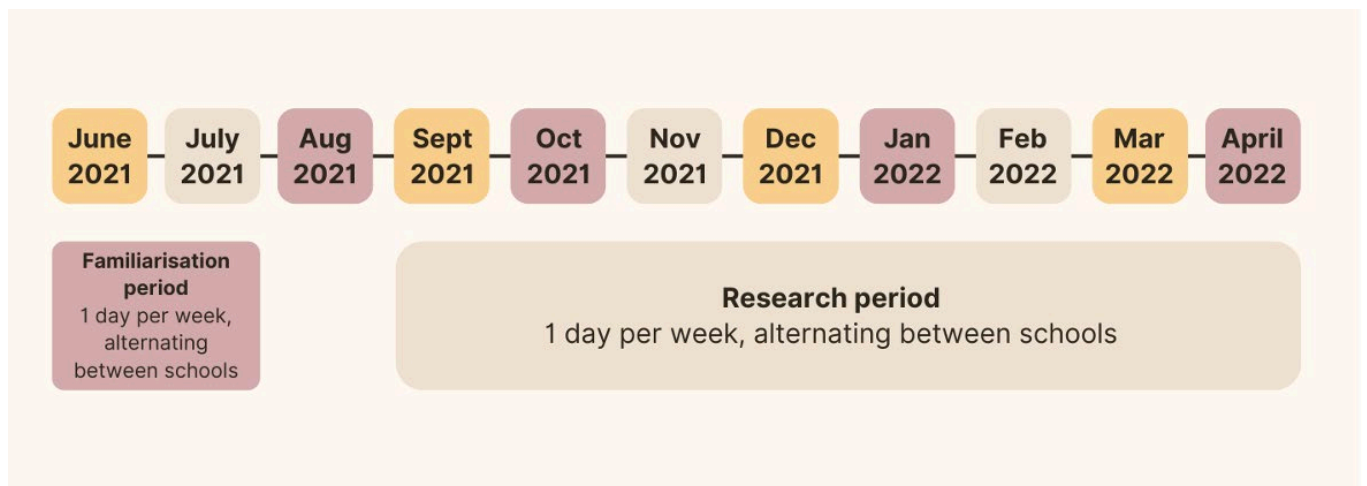 June
2021
July
2021
Aug
2021
Sept
2021
Oct
2021
Nov
2021
Dec
2021
Jan
2022
Feb
2022
Mar
2022
April
2022
Familiarisation
period
1 day per week,
alternating
between schools
Research period
1 day per week, alternating between schools